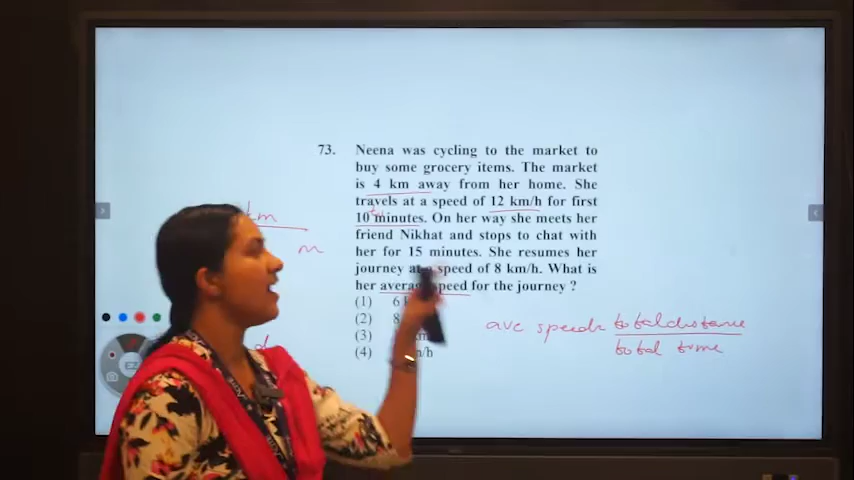 73. Neena was cycling to the market to
buy some grocery items. The market
is 4 km away from her home. She
travels at a speed of 12 km/h for first
10 minutes. On her way she meets her
friend Nikhat and stops to chat with
her for 15 minutes. She resumes her
journey at a speed of 8 km/h. What is
her average speed for the journey ?
(1) 6
(2) 8
(3)
(4)
km
m
d
ave speed = total distance
total time
EZ